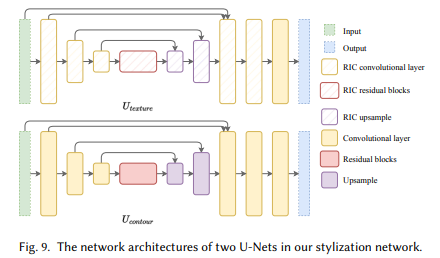 Input
Output
RIC convolutional layer
RIC residual blocks
RIC upsample
Convolutional layer
Residual blocks
Upsample
U_texture
U_contour
Fig. 9. The network architectures of two U-Nets in our stylization network.